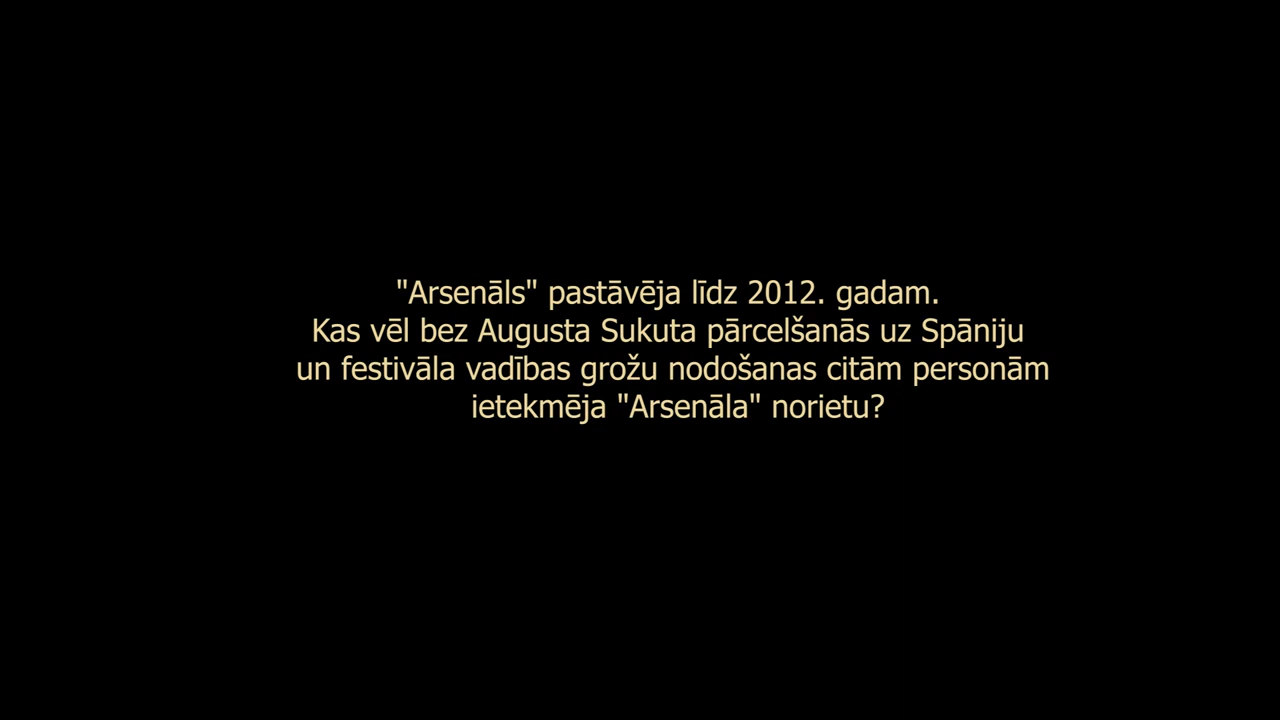 "Arsenāls" pastāvēja līdz 2012. gadam.
Kas vēl bez Augusta Sukuta pārcelšanās uz Spāniju
un festivāla vadības grožu nodošanas citām personām
ietekmēja "Arsenāla" norietu?